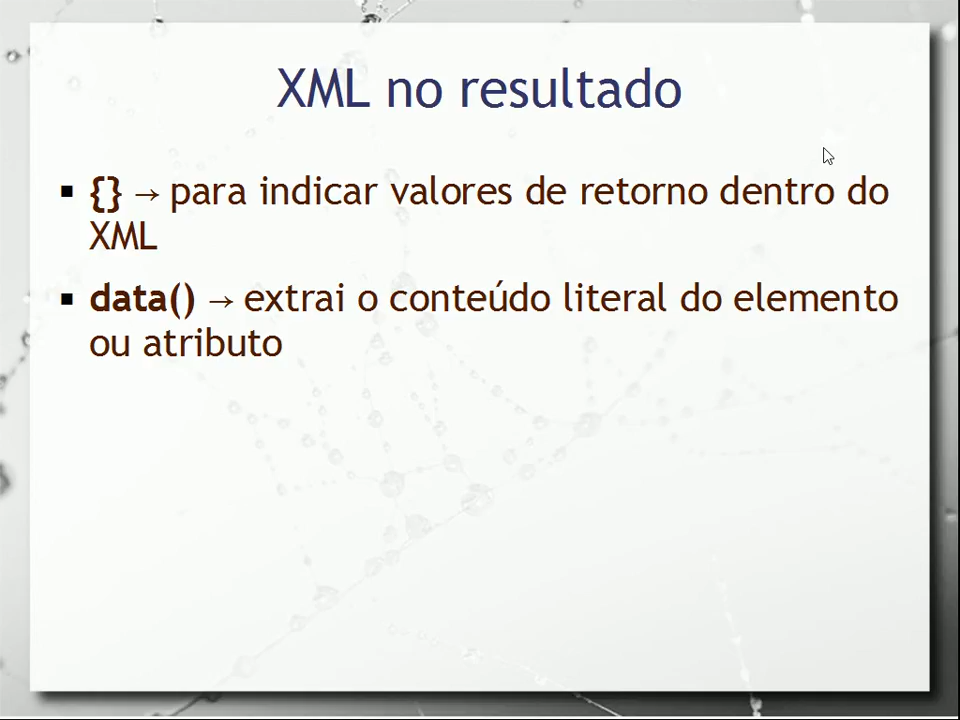 XML no resultado
▪ {} → para indicar valores de retorno dentro do
XML
▪ data() → extrai o conteúdo literal do elemento
ou atributo